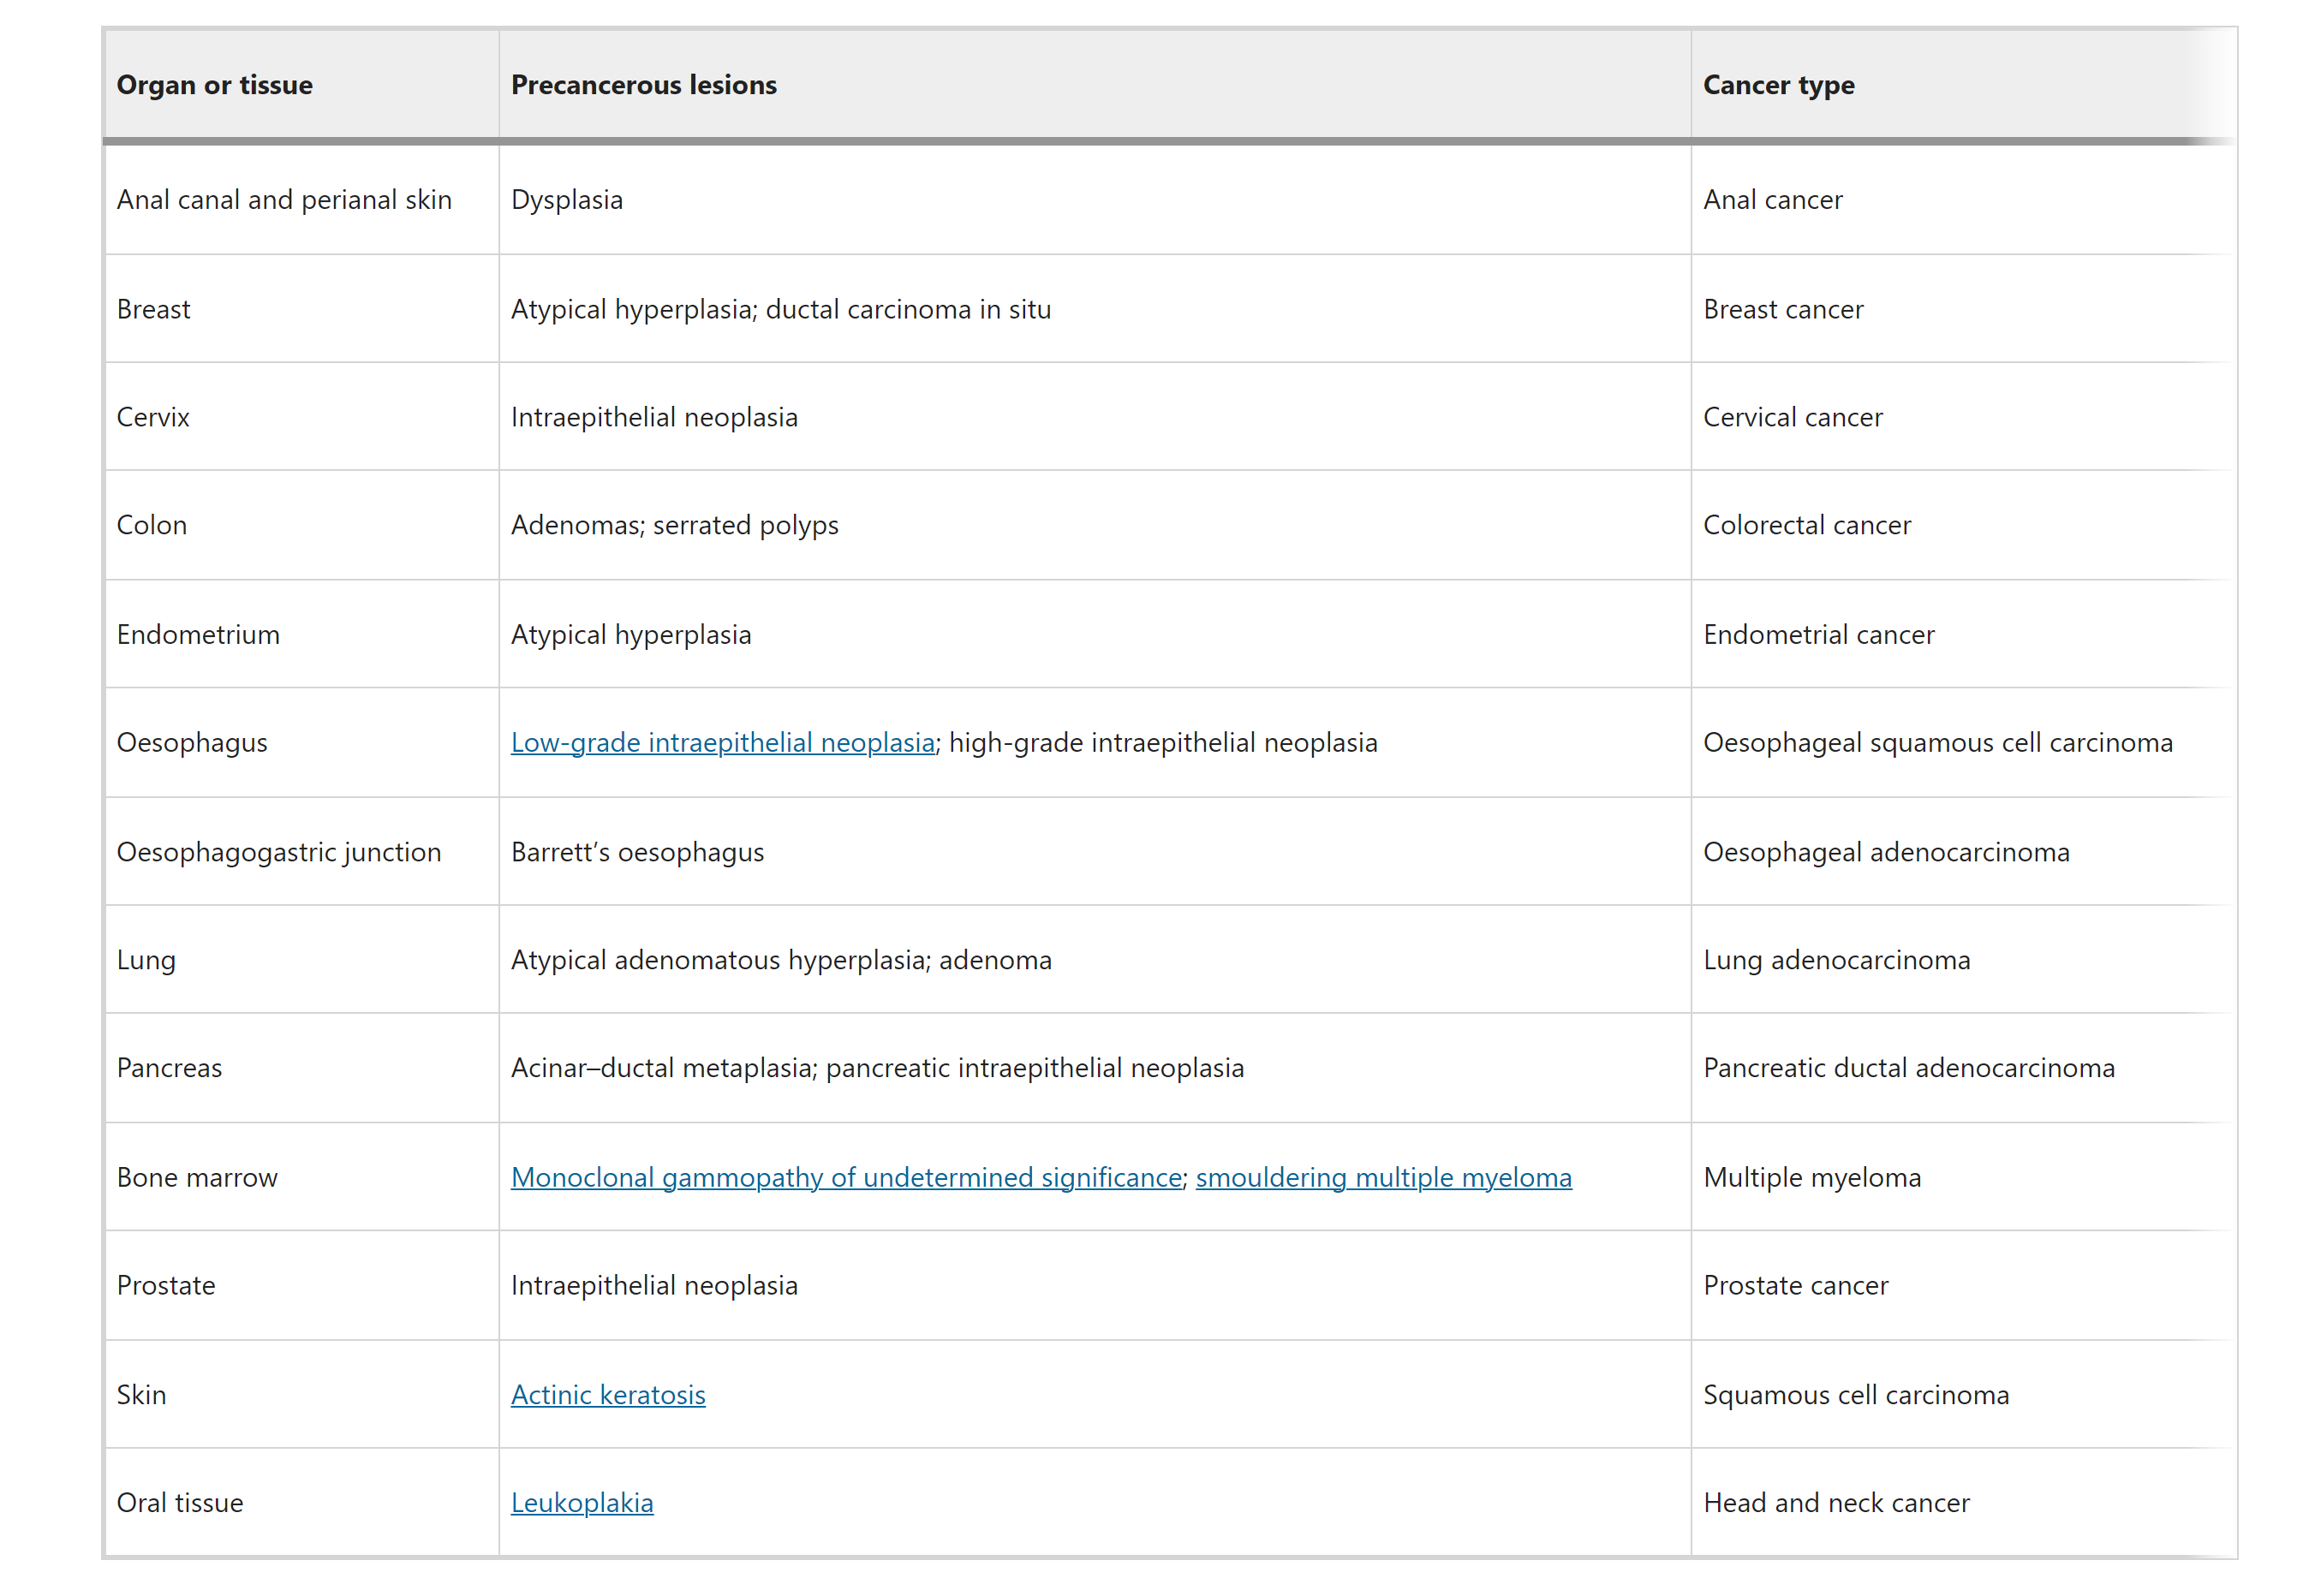 Organ or tissue Precancerous lesions Cancer type
Anal canal and perianal skin Dysplasia Anal cancer
Breast Atypical hyperplasia; ductal carcinoma in situ Breast cancer
Cervix Intraepithelial neoplasia Cervical cancer
Colon Adenomas; serrated polyps Colorectal cancer
Endometrium Atypical hyperplasia Endometrial cancer
Oesophagus Low-grade intraepithelial neoplasia; high-grade intraepithelial neoplasia Oesophageal squamous cell carcinoma
Oesophagogastric junction Barrett’s oesophagus Oesophageal adenocarcinoma
Lung Atypical adenomatous hyperplasia; adenoma Lung adenocarcinoma
Pancreas Acinar–ductal metaplasia; pancreatic intraepithelial neoplasia Pancreatic ductal adenocarcinoma
Bone marrow Monoclonal gammopathy of undetermined significance; smouldering multiple myeloma Multiple myeloma
Prostate Intraepithelial neoplasia Prostate cancer
Skin Actinic keratosis Squamous cell carcinoma
Oral tissue Leukoplakia Head and neck cancer